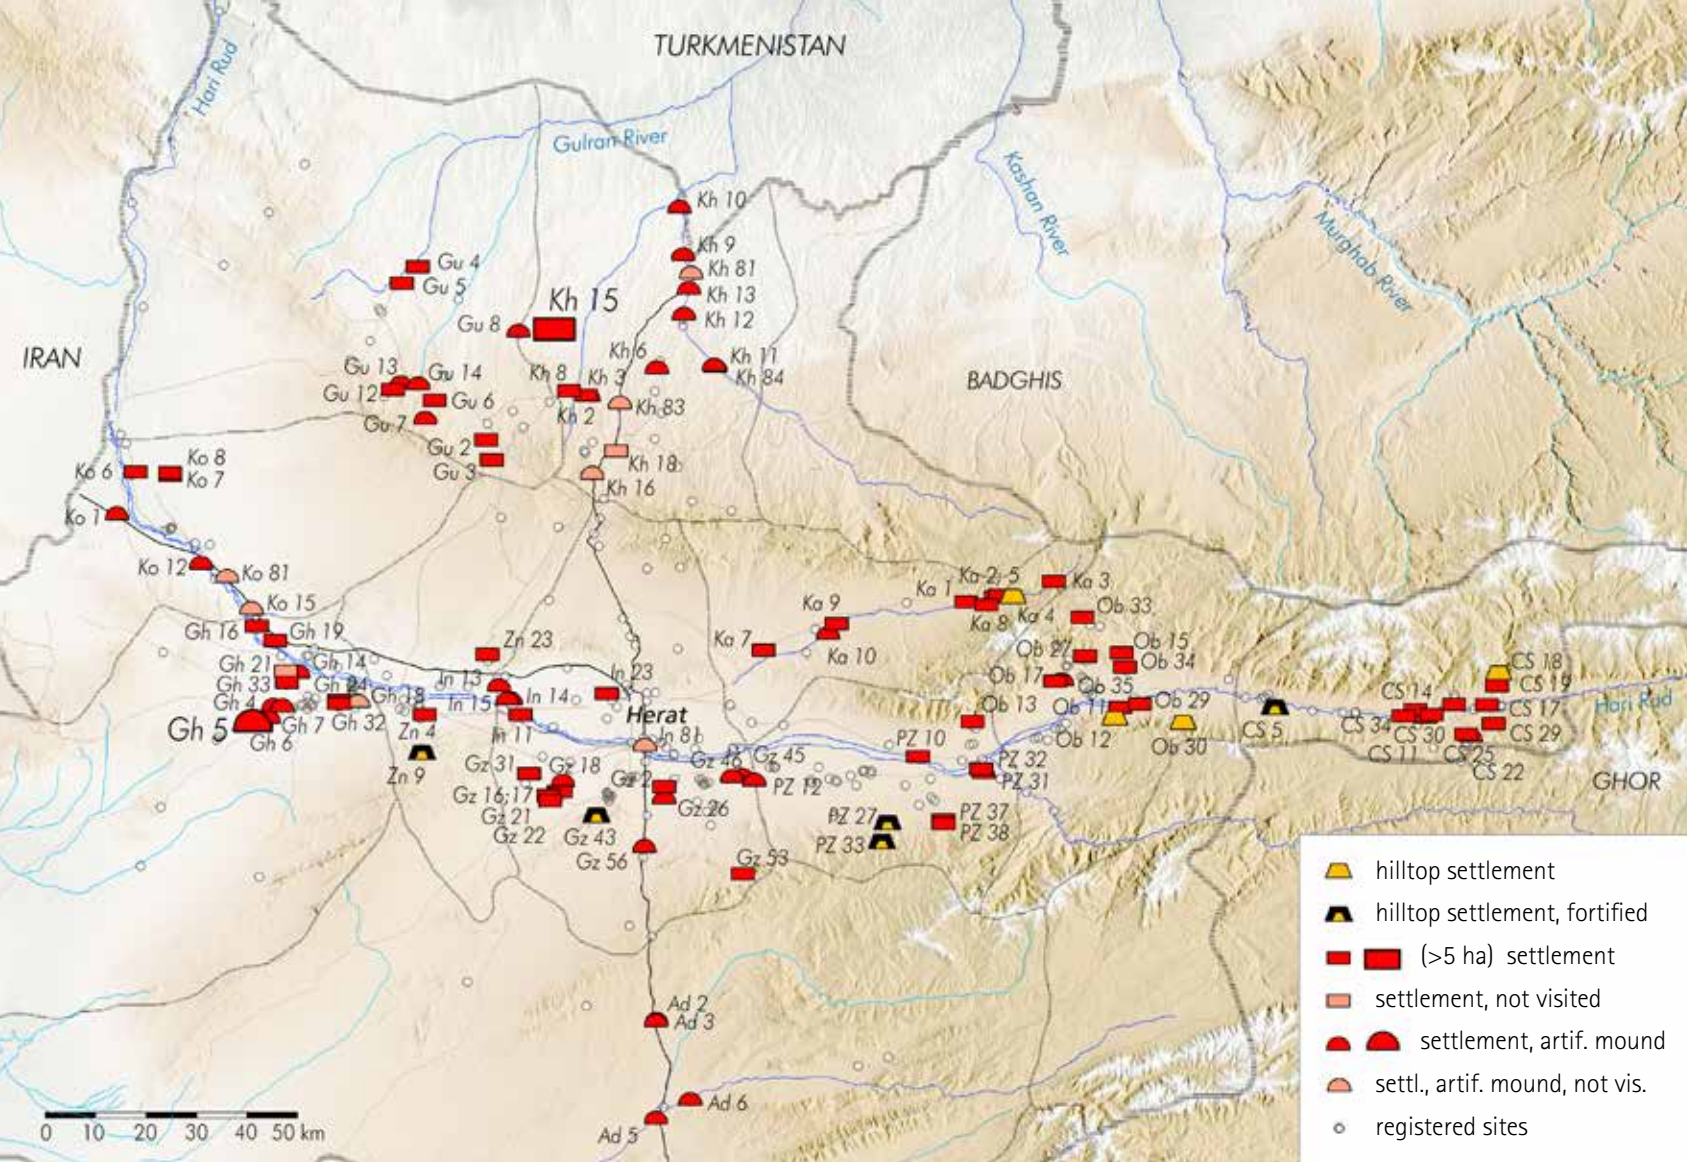 TURKMENISTAN
Hari Rud
Gulran River
Kashan River
Murghab River
IRAN
BADGHIS
Kh 10
Kh 9
Kh 81
Kh 13
Kh 12
Gu 4
Gu 5
Kh 15
Gu 8
Kh 6
Kh 11
Kh 84
Gu 13
Gu 14
Gu 12
Gu 6
Gu 7
Kh 8
Kh 3
Kh 2
Kh 83
Gu 2
Gu 3
Kh 18
Kh 16
Ko 8
Ko 6
Ko 7
Ko 1
Ko 12
Ko 81
Ko 15
Gh 16
Gh 19
Gh 21
Gh 14
Gh 33
Gh 24
Gh 18
Gh 4
Gh 5
Gh 7
Gh 6
Gh 32
Zn 23
In 13
In 14
In 15
In 11
In 23
Zn 4
Zn 9
Herat
In 81
Ka 2, 5
Ka 3
Ka 1
Ka 4
Ka 8
Ka 9
Ka 7
Ka 10
Ob 33
Ob 15
Ob 34
Ob 17
Ob 35
Ob 13
Ob 11
Ob 29
Ob 12
Ob 30
CS 5
CS 18
CS 19
CS 14
CS 17
CS 34
CS 30
CS 29
CS 11
CS 25
CS 22
Hari Rud
GHOR
Gz 31
Gz 18
Gz 2
Gz 46
Gz 45
PZ 12
PZ 10
PZ 32
PZ 31
Gz 16;17
Gz 21
Gz 22
Gz 43
Gz 26
Gz 56
Gz 53
PZ 27
PZ 33
PZ 37
PZ 38
Ad 2
Ad 3
Ad 6
Ad 5
0 10 20 30 40 50 km
hilltop settlement
hilltop settlement, fortified
(>5 ha) settlement
settlement, not visited
settlement, artif. mound
settl., artif. mound, not vis.
registered sites